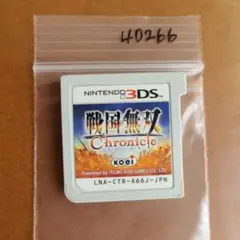 40266
NINTENDO 3DS
戦国無双
Chronicle
KOEI
LNA-CTR-A66J-JPN